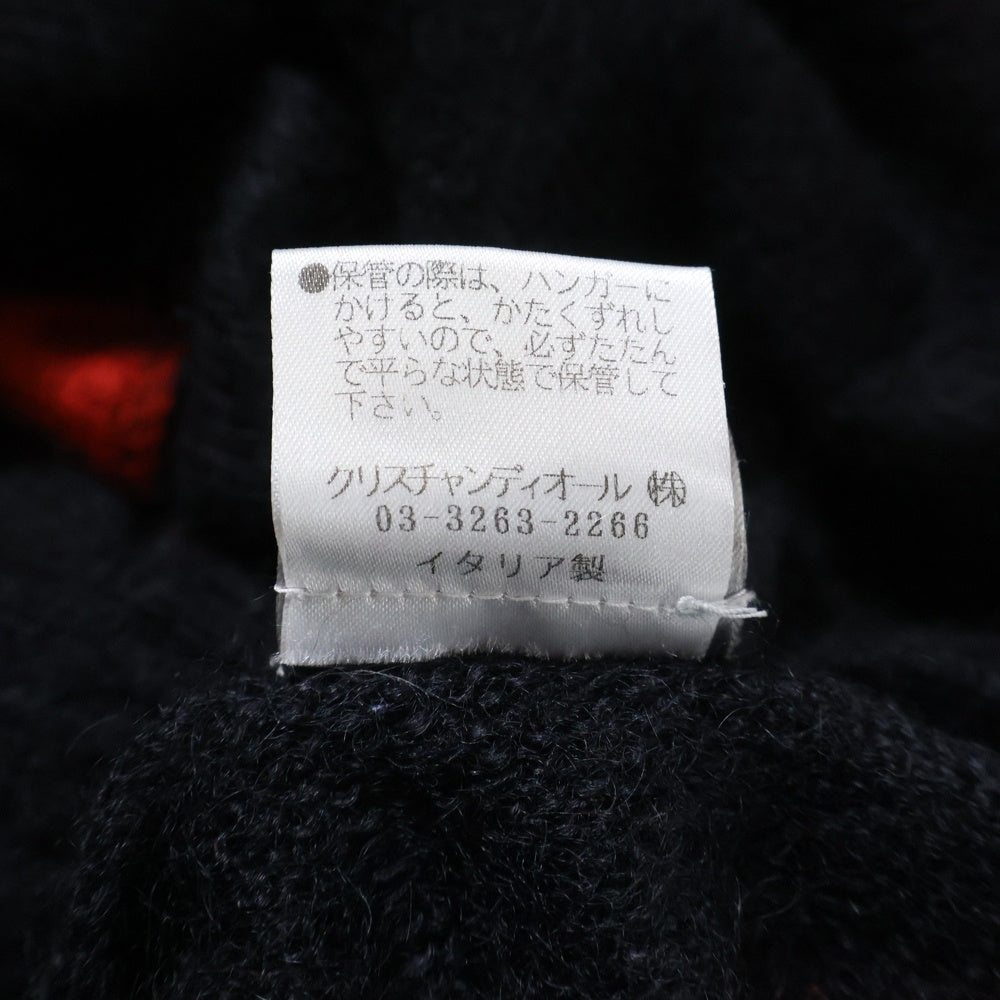 ●保管の際は、ハンガーに
かけると、かたくずれし
やすいので、必ずたたん
で平らな状態で保管して
下さい。
クリスチャンディオール ㈱
03-3263-2266
イタリア製